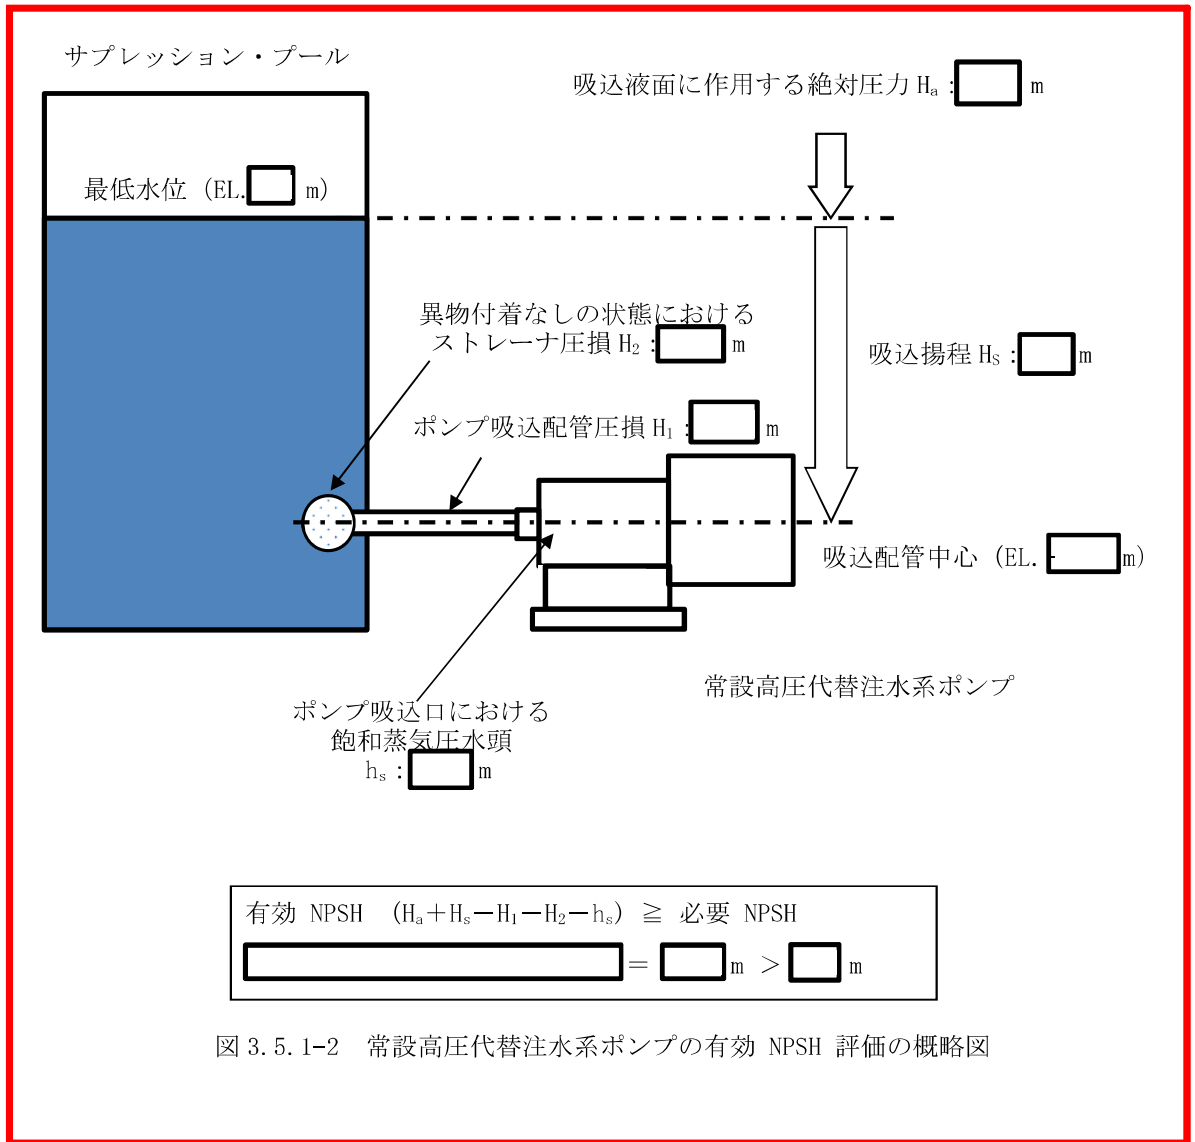 サプレッション・プール
吸込液面に作用する絶対圧力 Hₐ : m
最低水位 (EL. m)
異物付着なしの状態における
ストレーナ圧損 H₂ : m
吸込揚程 Hₛ : m
ポンプ吸込配管圧損 H₁ : m
吸込配管中心 (EL. - m)
常設高圧代替注水系ポンプ
ポンプ吸込口における
飽和蒸気圧水頭
hₛ : m
有効 NPSH (Hₐ+Hₛ-H₁-H₂-hₛ) ≧ 必要 NPSH
= m > m
図 3.5.1-2 常設高圧代替注水系ポンプの有効 NPSH 評価の概略図